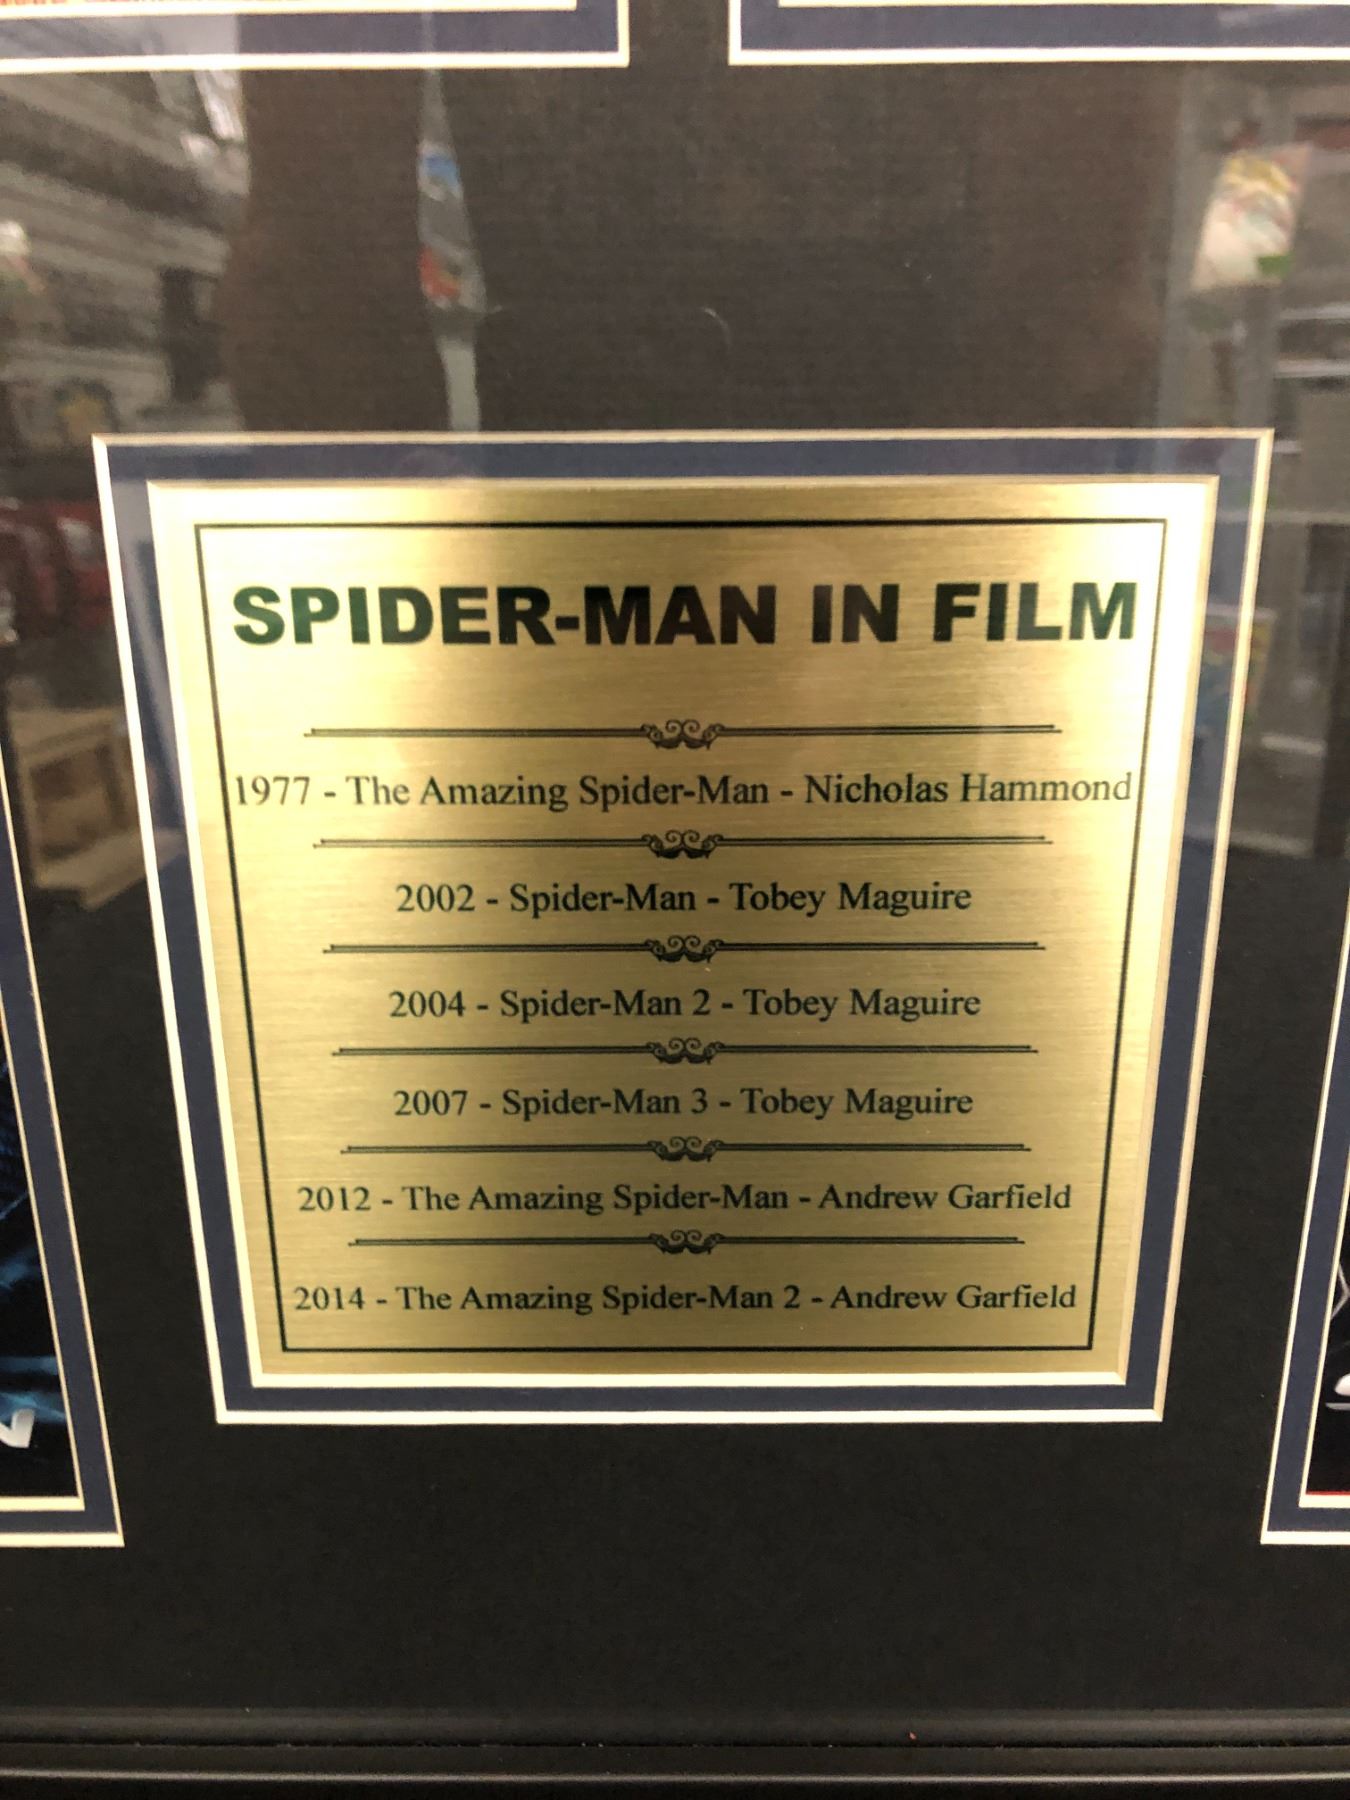 SPIDER-MAN IN FILM
1977 - The Amazing Spider-Man - Nicholas Hammond
2002 - Spider-Man - Tobey Maguire
2004 - Spider-Man 2 - Tobey Maguire
2007 - Spider-Man 3 - Tobey Maguire
2012 - The Amazing Spider-Man - Andrew Garfield
2014 - The Amazing Spider-Man 2 - Andrew Garfield